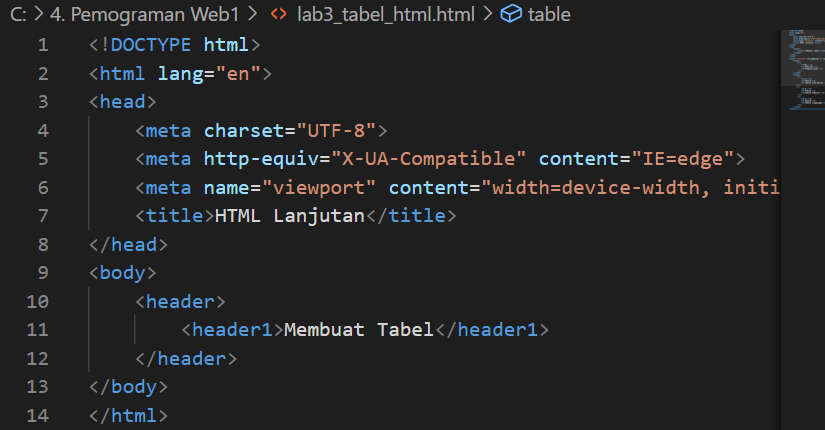 C: > 4. Pemograman Web1 > <> lab3_tabel_html.html > table
1 <!DOCTYPE html>
2 <html lang="en">
3 <head>
4 <meta charset="UTF-8">
5 <meta http-equiv="X-UA-Compatible" content="IE=edge">
6 <meta name="viewport" content="width=device-width, initi
7 <title>HTML Lanjutan</title>
8 </head>
9 <body>
10 <header>
11 <header1>Membuat Tabel</header1>
12 </header>
13 </body>
14 </html>